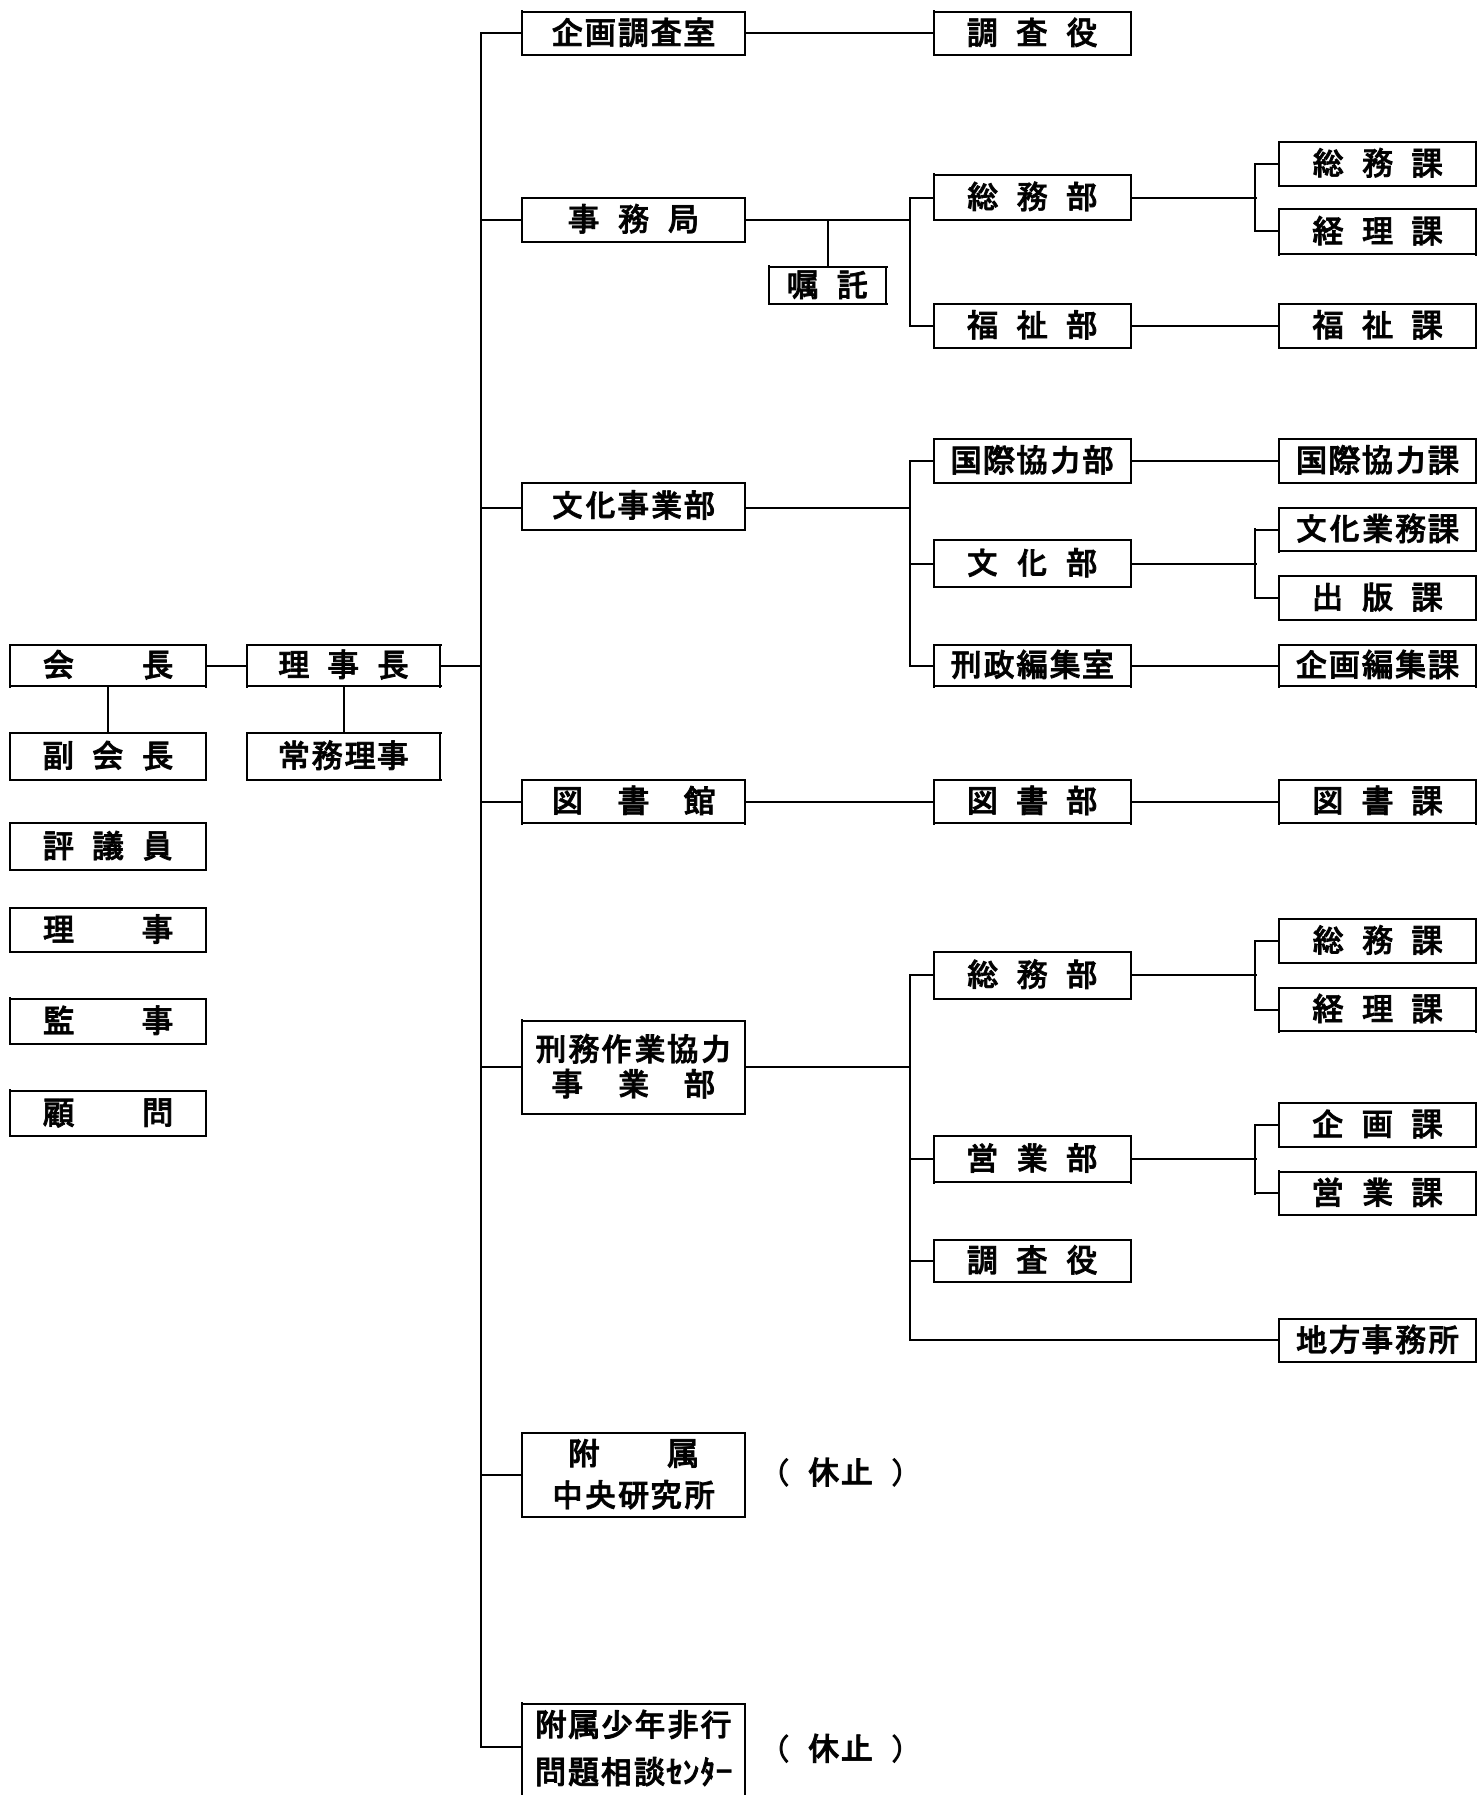 企画調査室
調 査 役
事 務 局
嘱 託
総 務 部
総 務 課
経 理 課
福 祉 部
福 祉 課
文化事業部
国際協力部
国際協力課
文 化 部
文化業務課
出 版 課
刑政編集室
企画編集課
会 長
理 事 長
副 会 長
常務理事
評 議 員
理 事
監 事
顧 問
図 書 館
図 書 部
図 書 課
刑務作業協力
事 業 部
総 務 部
総 務 課
経 理 課
営 業 部
企 画 課
営 業 課
調 査 役
地方事務所
附 属
中央研究所
（ 休止 ）
附属少年非行
問題相談ｾﾝﾀｰ
（ 休止 ）